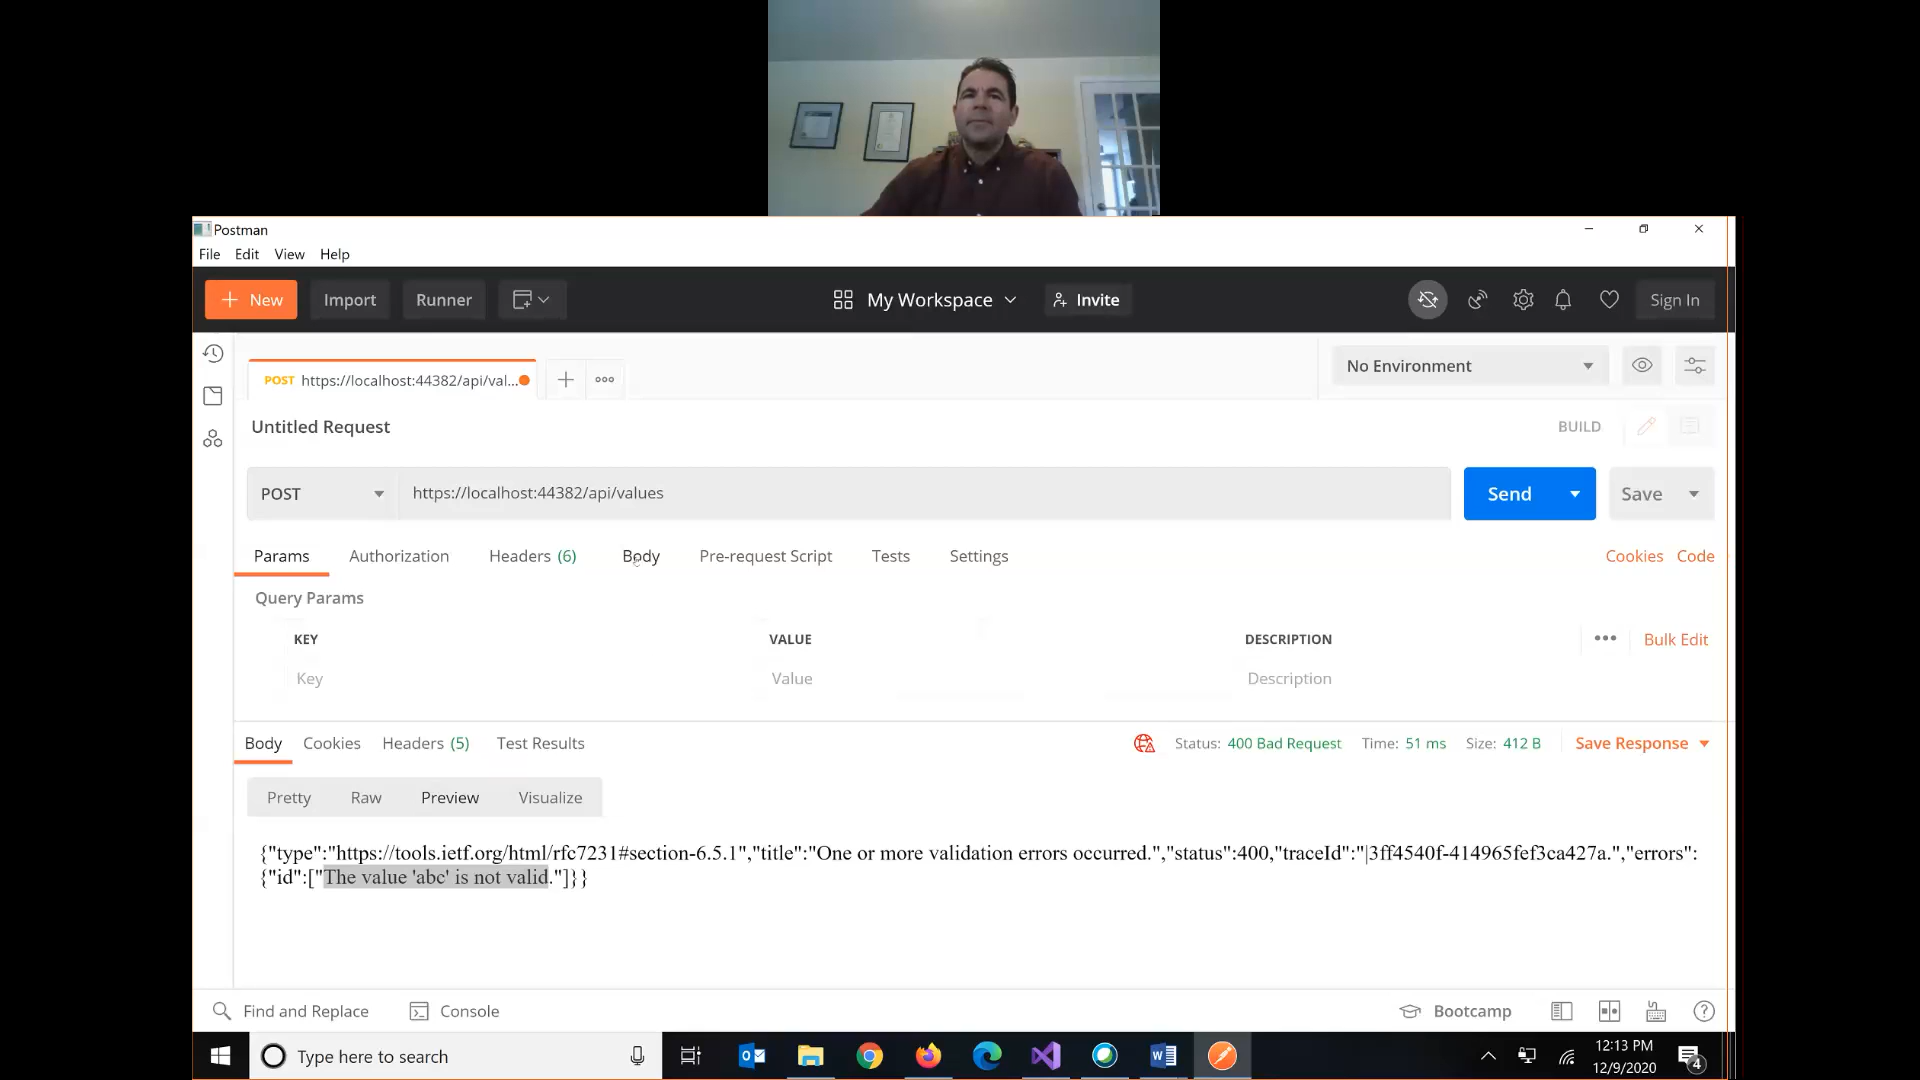 Postman
File Edit View Help
New Import Runner My Workspace Invite Sign In
POST https://localhost:44382/api/val... No Environment
Untitled Request BUILD
POST https://localhost:44382/api/values Send Save
Params Authorization Headers (6) Body Pre-request Script Tests Settings Cookies Code
Query Params
KEY VALUE DESCRIPTION Bulk Edit
Key Value Description
Body Cookies Headers (5) Test Results Status: 400 Bad Request Time: 51 ms Size: 412 B Save Response
Pretty Raw Preview Visualize
{"type":"https://tools.ietf.org/html/rfc7231#section-6.5.1","title":"One or more validation errors occurred.","status":400,"traceId":"|3ff4540f-414965fef3ca427a.","errors":
{"id":["The value 'abc' is not valid."]}}
Find and Replace Console Bootcamp
Type here to search 12:13 PM
12/9/2020 4